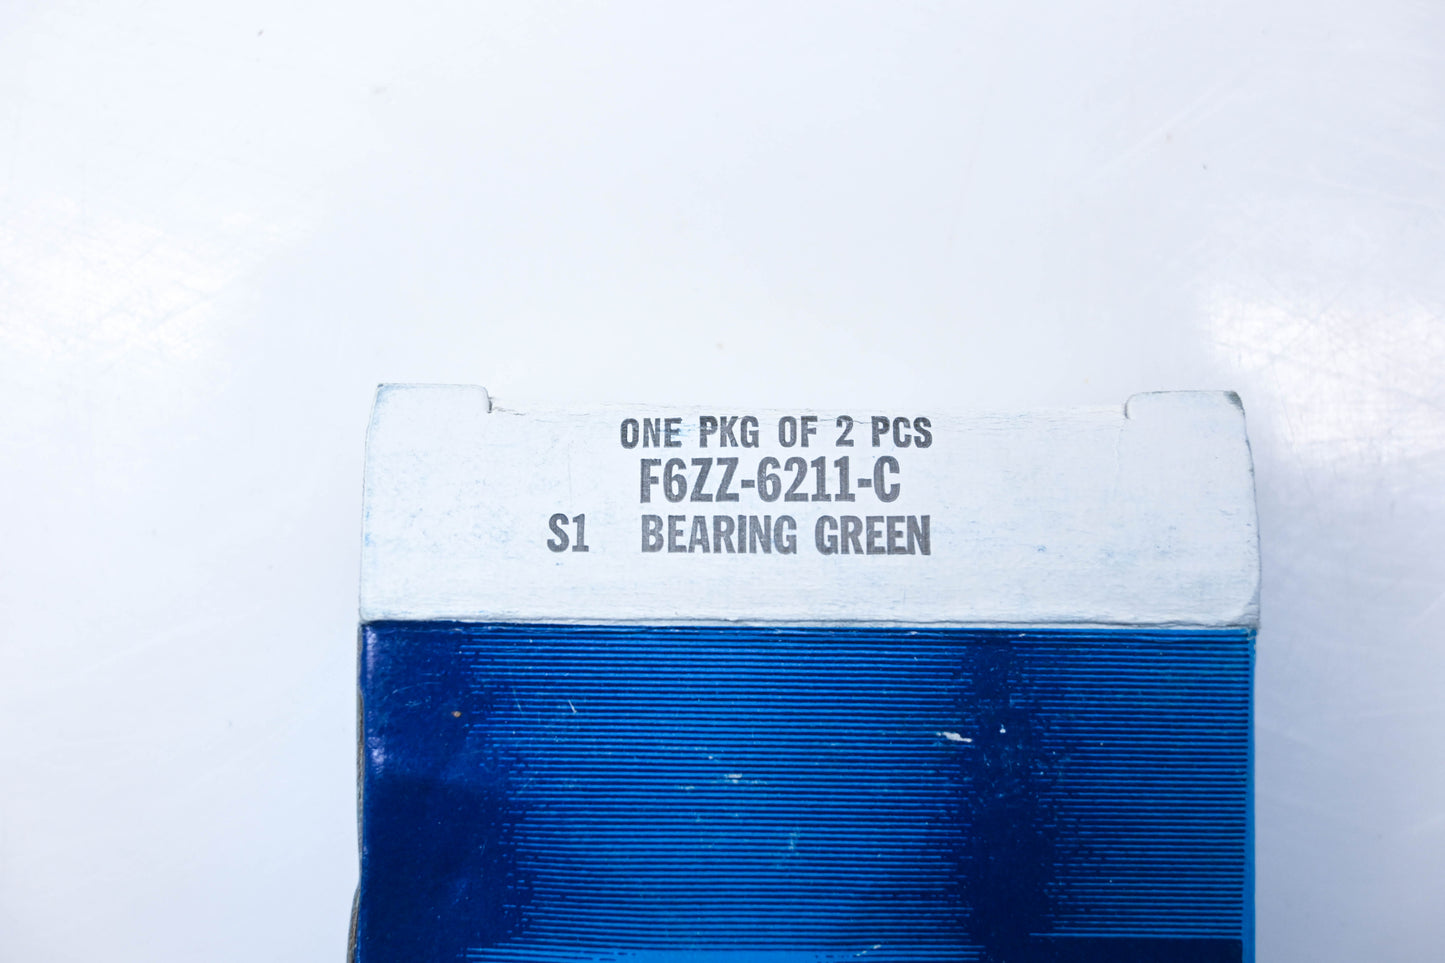 ONE PKG OF 2 PCS
F6ZZ-6211-C
S1 BEARING GREEN